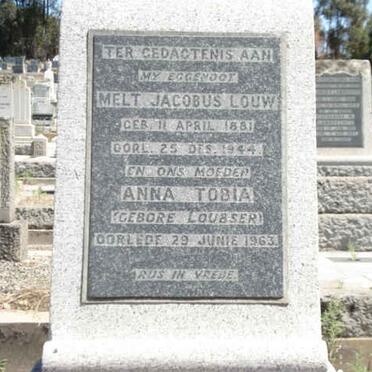 TER GEDAGTENIS AAN
MY EGGENOOT
MELT JACOBUS LOUW
GEB. 11 APRIL 1881
OORL. 25 DES. 1944.
EN ONS MOEDER
ANNA TOBIA
(GEBORE LOUBSER)
OORLEDE 29 JUNIE 1963.
RUS IN VREDE